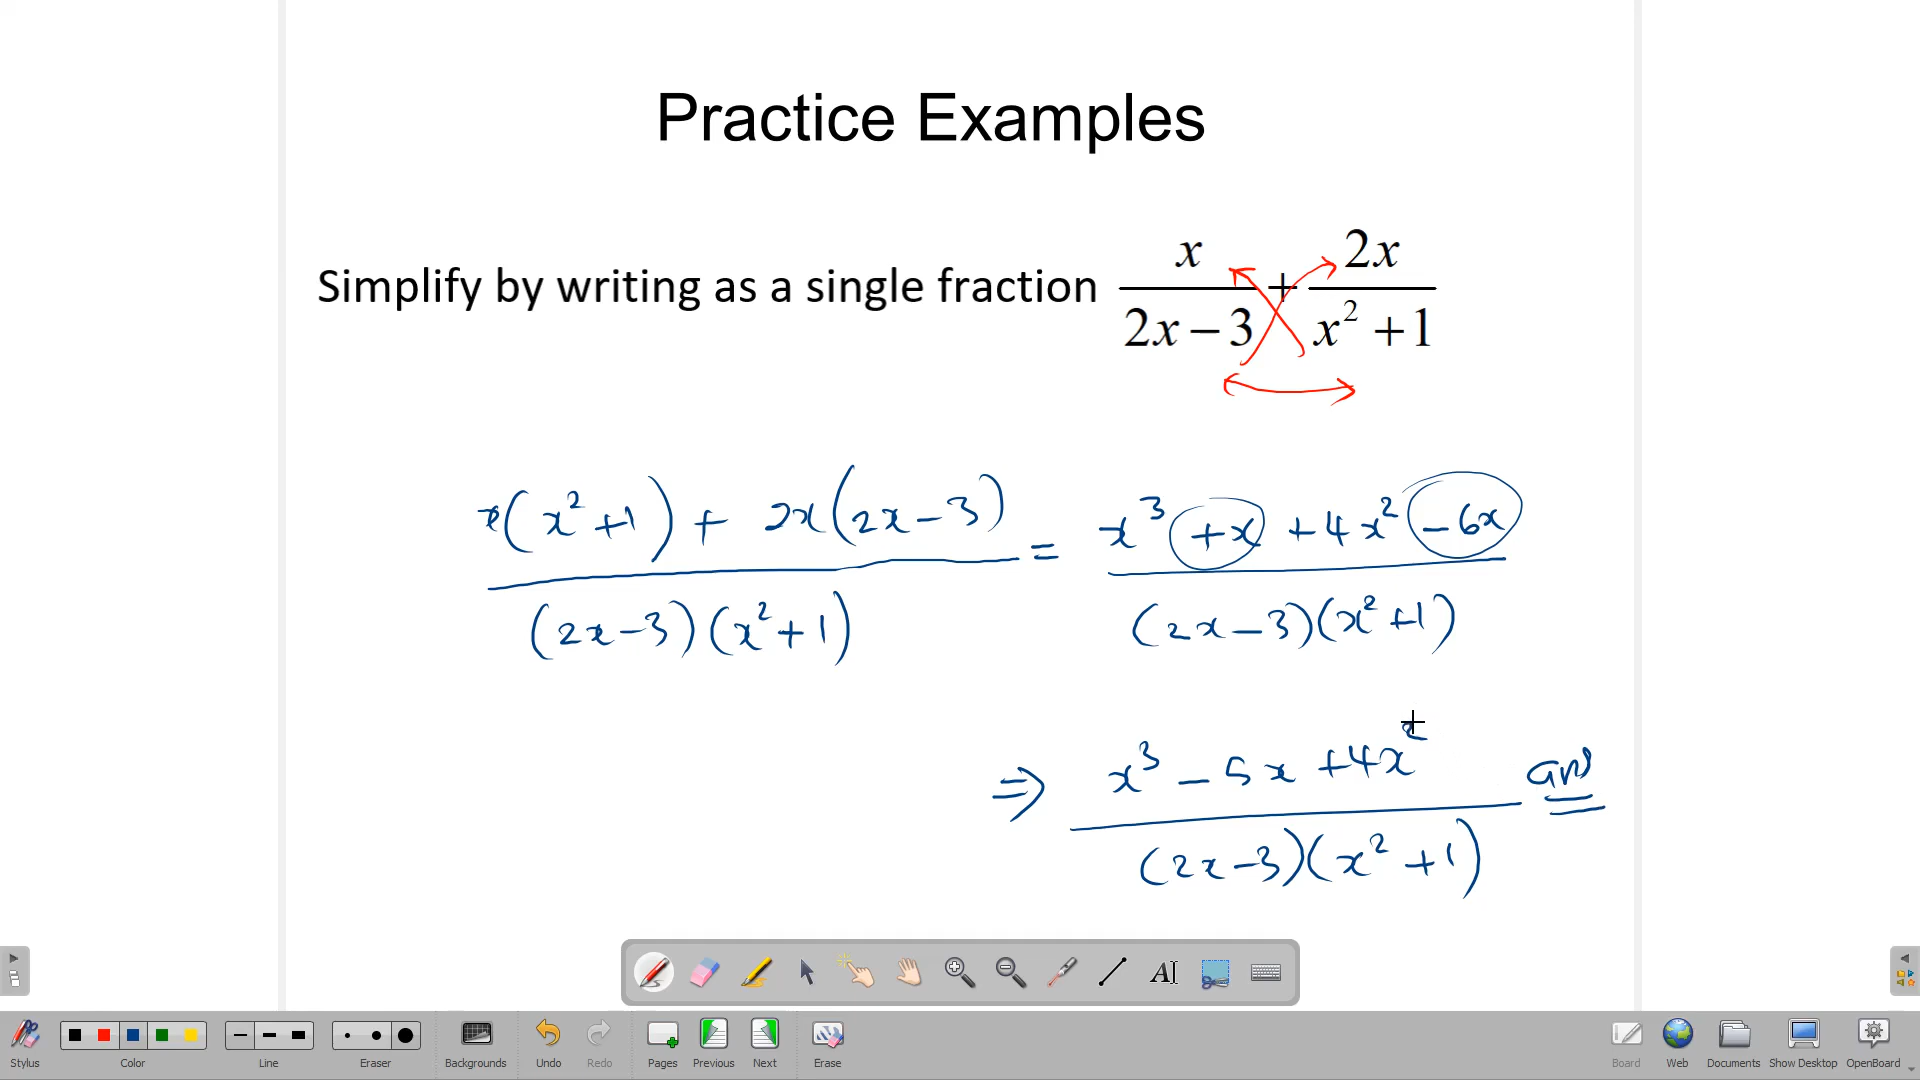 Practice Examples
Simplify by writing as a single fraction x/(2x − 3) + 2x/(x² + 1)
(x(x² + 1) + 2x(2x − 3))/((2x − 3)(x² + 1)) = (x³ + x + 4x² − 6x)/((2x − 3)(x² + 1))
⇒ (x³ − 5x + 4x²)/((2x − 3)(x² + 1)) ans
AI
Stylus Color Line Eraser Backgrounds Undo Redo Pages Previous Next Erase Board Web Documents Show Desktop OpenBoard